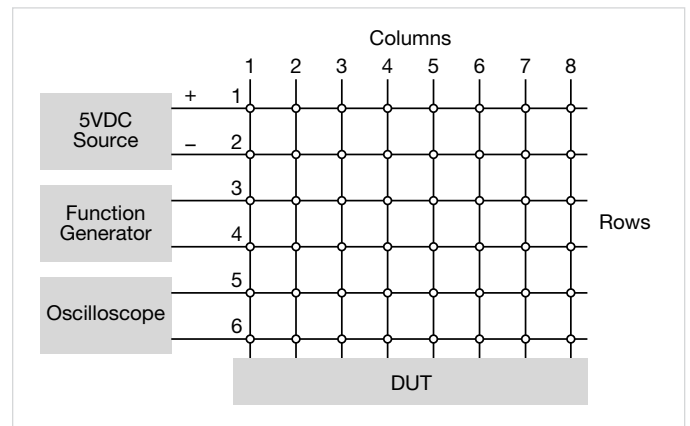 Columns
1 2 3 4 5 6 7 8
5VDC
Source
+ 1
– 2
Function
Generator
3
4
Rows
Oscilloscope
5
6
DUT